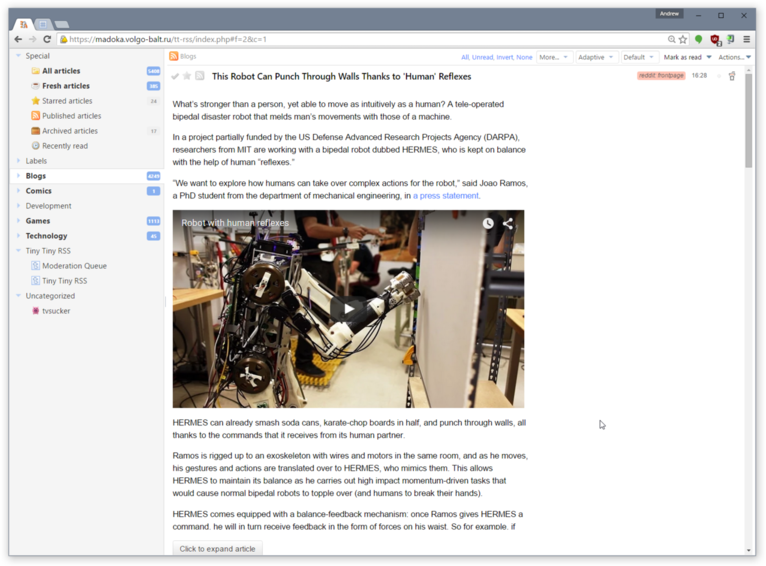 Andrew
https://madoka.volgo-balt.ru/tt-rss/index.php#f=2&c=1
Special
All articles
Fresh articles 385
Starred articles 24
Published articles
Archived articles 17
Recently read
Labels
Blogs 4249
Comics 1
Development
Games 1113
Technology 45
Tiny Tiny RSS
Moderation Queue
Tiny Tiny RSS
Uncategorized
tvsucker
Blogs All, Unread, Invert, None More... Adaptive Default Mark as read Actions...
This Robot Can Punch Through Walls Thanks to 'Human' Reflexes reddit: frontpage 16:28
What's stronger than a person, yet able to move as intuitively as a human? A tele-operated
bipedal disaster robot that melds man's movements with those of a machine.
In a project partially funded by the US Defense Advanced Research Projects Agency (DARPA),
researchers from MIT are working with a bipedal robot dubbed HERMES, who is kept on balance
with the help of human "reflexes."
"We want to explore how humans can take over complex actions for the robot," said Joao Ramos,
a PhD student from the department of mechanical engineering, in a press statement.
Robot with human reflexes
HERMES can already smash soda cans, karate-chop boards in half, and punch through walls, all
thanks to the commands that it receives from its human partner.
Ramos is rigged up to an exoskeleton with wires and motors in the same room, and as he moves,
his gestures and actions are translated over to HERMES, who mimics them. This allows
HERMES to maintain its balance as he carries out high impact momentum-driven tasks that
would cause normal bipedal robots to topple over (and humans to break their hands).
HERMES comes equipped with a balance-feedback mechanism: once Ramos gives HERMES a
command, he will in turn receive feedback in the form of forces on his waist. So for example, if
Click to expand article